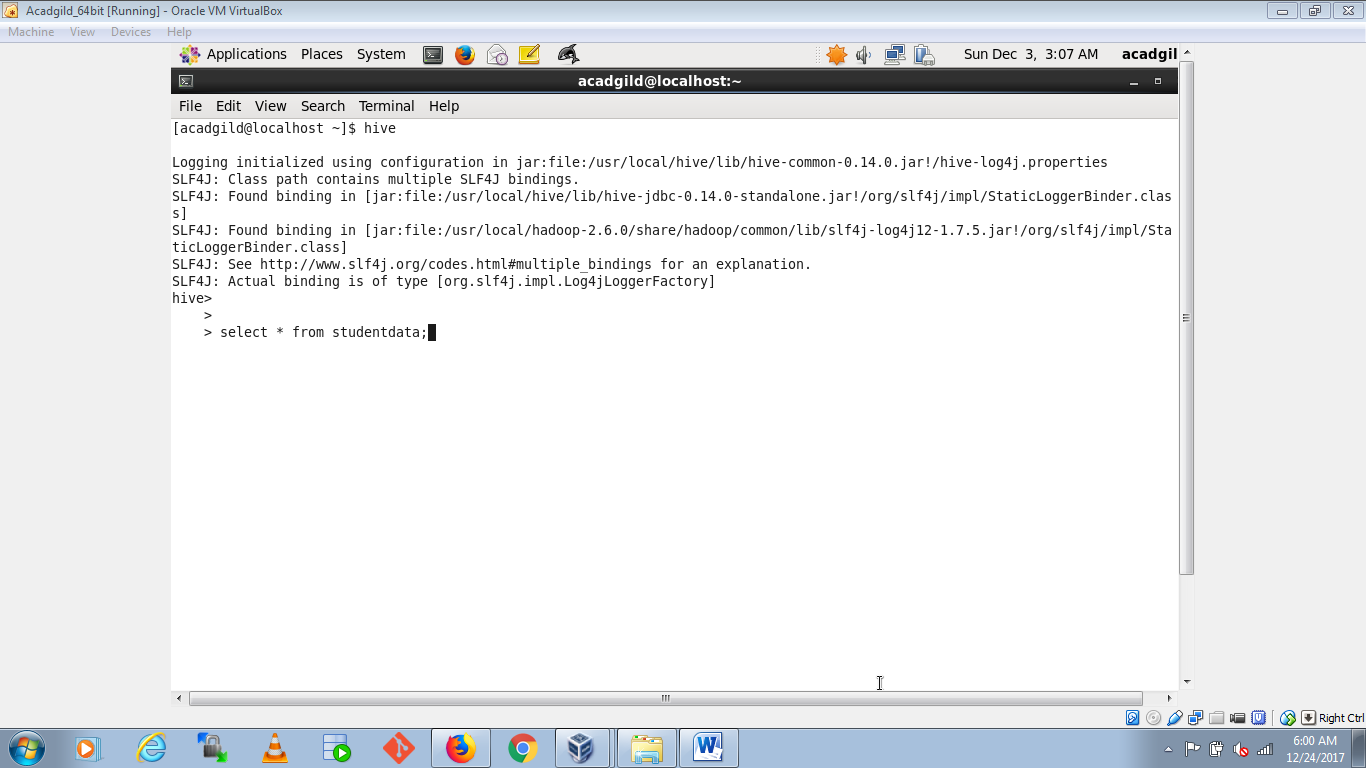 Acadgild_64bit [Running] - Oracle VM VirtualBox
Machine View Devices Help
Applications Places System Sun Dec 3, 3:07 AM acadgil
acadgild@localhost:~
File Edit View Search Terminal Help
[acadgild@localhost ~]$ hive
Logging initialized using configuration in jar:file:/usr/local/hive/lib/hive-common-0.14.0.jar!/hive-log4j.properties
SLF4J: Class path contains multiple SLF4J bindings.
SLF4J: Found binding in [jar:file:/usr/local/hive/lib/hive-jdbc-0.14.0-standalone.jar!/org/slf4j/impl/StaticLoggerBinder.clas
s]
SLF4J: Found binding in [jar:file:/usr/local/hadoop-2.6.0/share/hadoop/common/lib/slf4j-log4j12-1.7.5.jar!/org/slf4j/impl/Sta
ticLoggerBinder.class]
SLF4J: See http://www.slf4j.org/codes.html#multiple_bindings for an explanation.
SLF4J: Actual binding is of type [org.slf4j.impl.Log4jLoggerFactory]
hive>
>
> select * from studentdata;
Right Ctrl
6:00 AM
12/24/2017